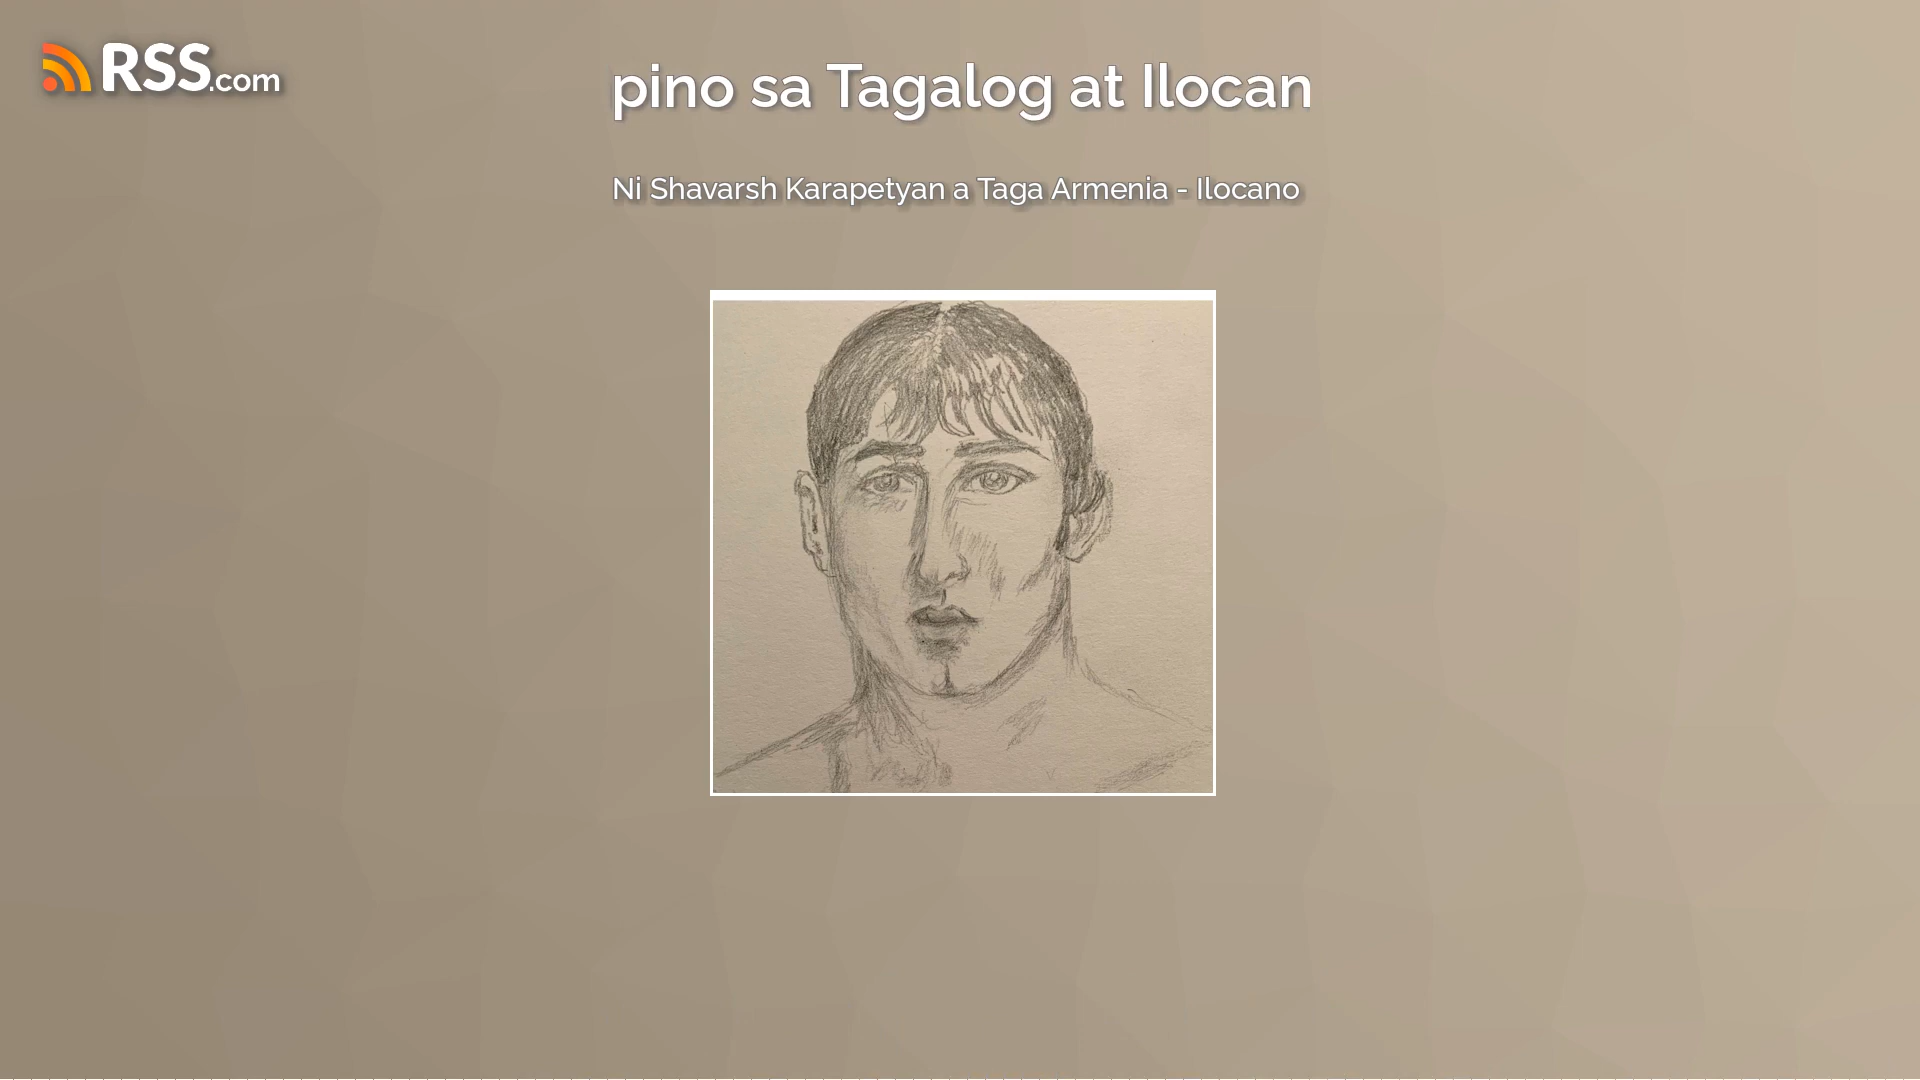 RSS.com
pino sa Tagalog at Ilocan
Ni Shavarsh Karapetyan a Taga Armenia - Ilocano